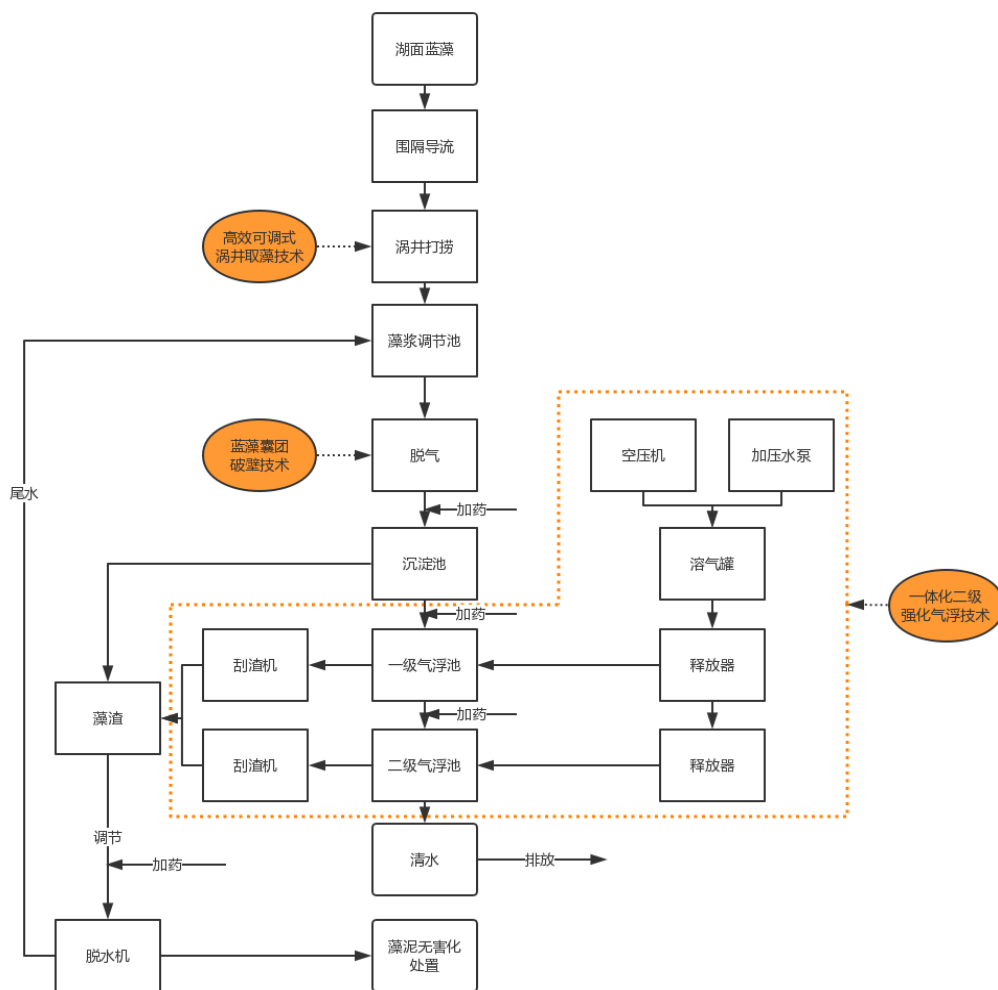 湖面蓝藻
围隔导流
高效可调式
涡井取藻技术
涡井打捞
藻浆调节池
蓝藻囊团
破壁技术
脱气
空压机
加压水泵
尾水
加药
沉淀池
溶气罐
一体化二级
强化气浮技术
加药
刮渣机
一级气浮池
释放器
藻渣
加药
刮渣机
二级气浮池
释放器
调节
加药
清水
排放
脱水机
藻泥无害化
处置